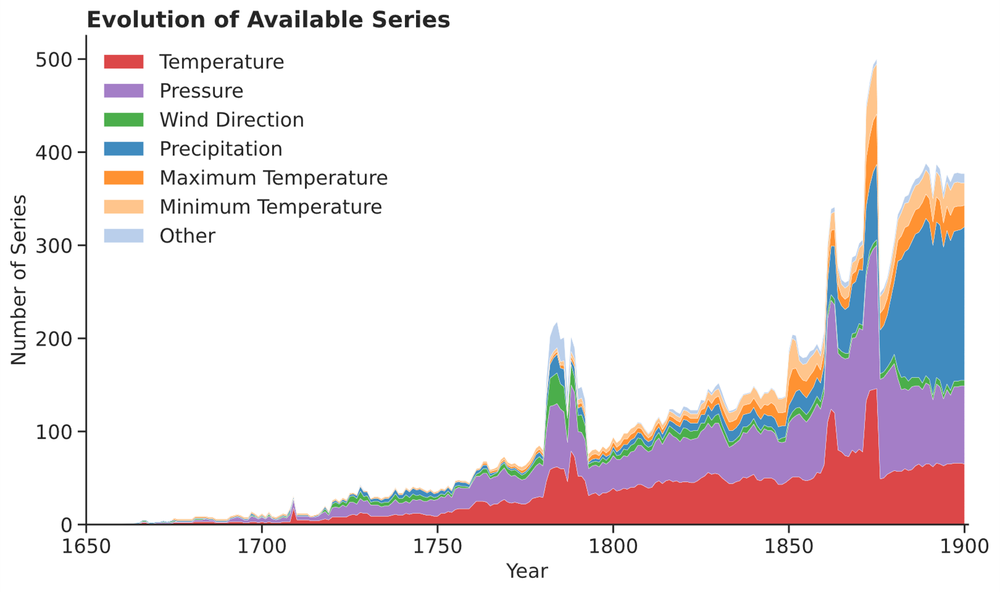 Evolution of Available Series
500
400
300
200
100
0
Number of Series
Temperature
Pressure
Wind Direction
Precipitation
Maximum Temperature
Minimum Temperature
Other
1650
1700
1750
1800
1850
1900
Year